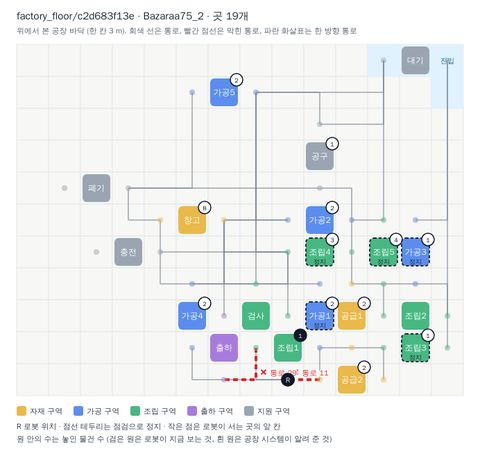 factory_floor/c2d683f13e · Bazaraa75_2 · 곳 19개
위에서 본 공장 바닥 (한 칸 3 m). 회색 선은 통로, 빨간 점선은 막힌 통로, 파란 화살표는 한 방향 통로
대기
진입
가공5
2
공구
1
폐기
창고
8
가공2
2
충전
조립4
정지
3
조립5
정지
4
가공3
정지
1
가공4
2
검사
가공1
정지
2
공급1
2
조립2
출하
조립1
1
조립3
정지
1
✕ 통로 11
R
공급2
2
자재 구역
가공 구역
조립 구역
출하 구역
지원 구역
R 로봇 위치 · 점선 테두리는 점검으로 정지 · 작은 점은 로봇이 서는 곳의 앞 칸
원 안의 수는 놓인 물건 수 (검은 원은 로봇이 지금 보는 것, 흰 원은 공장 시스템이 알려 준 것)